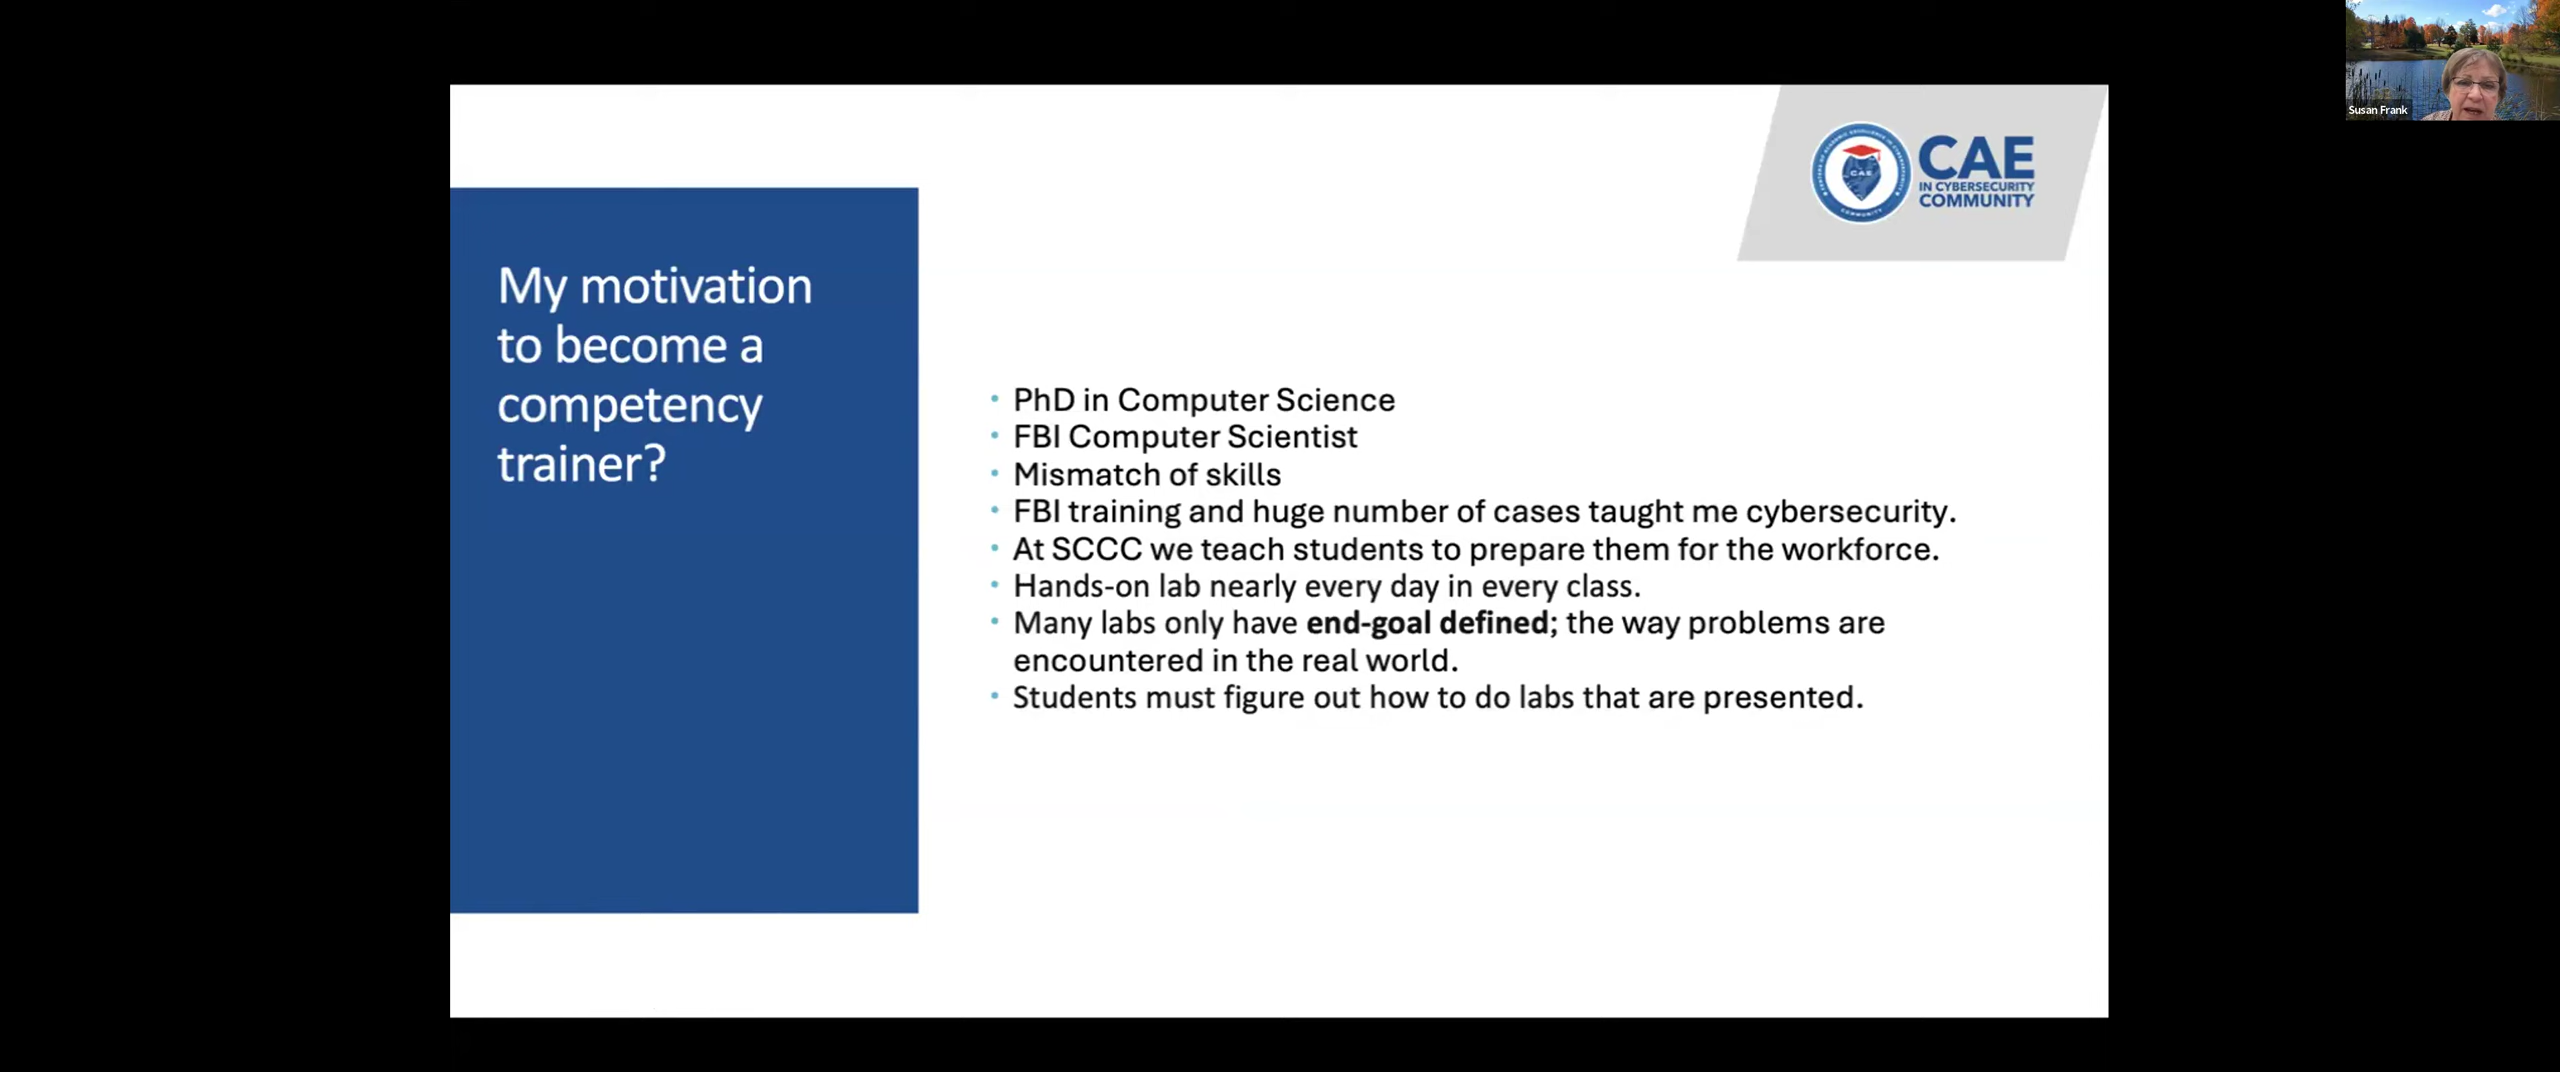 Susan Frank
CAE
IN CYBERSECURITY
COMMUNITY
CAE
COMMUNITY
My motivation
to become a
competency
trainer?
• PhD in Computer Science
• FBI Computer Scientist
• Mismatch of skills
• FBI training and huge number of cases taught me cybersecurity.
• At SCCC we teach students to prepare them for the workforce.
• Hands-on lab nearly every day in every class.
• Many labs only have end-goal defined; the way problems are
encountered in the real world.
• Students must figure out how to do labs that are presented.